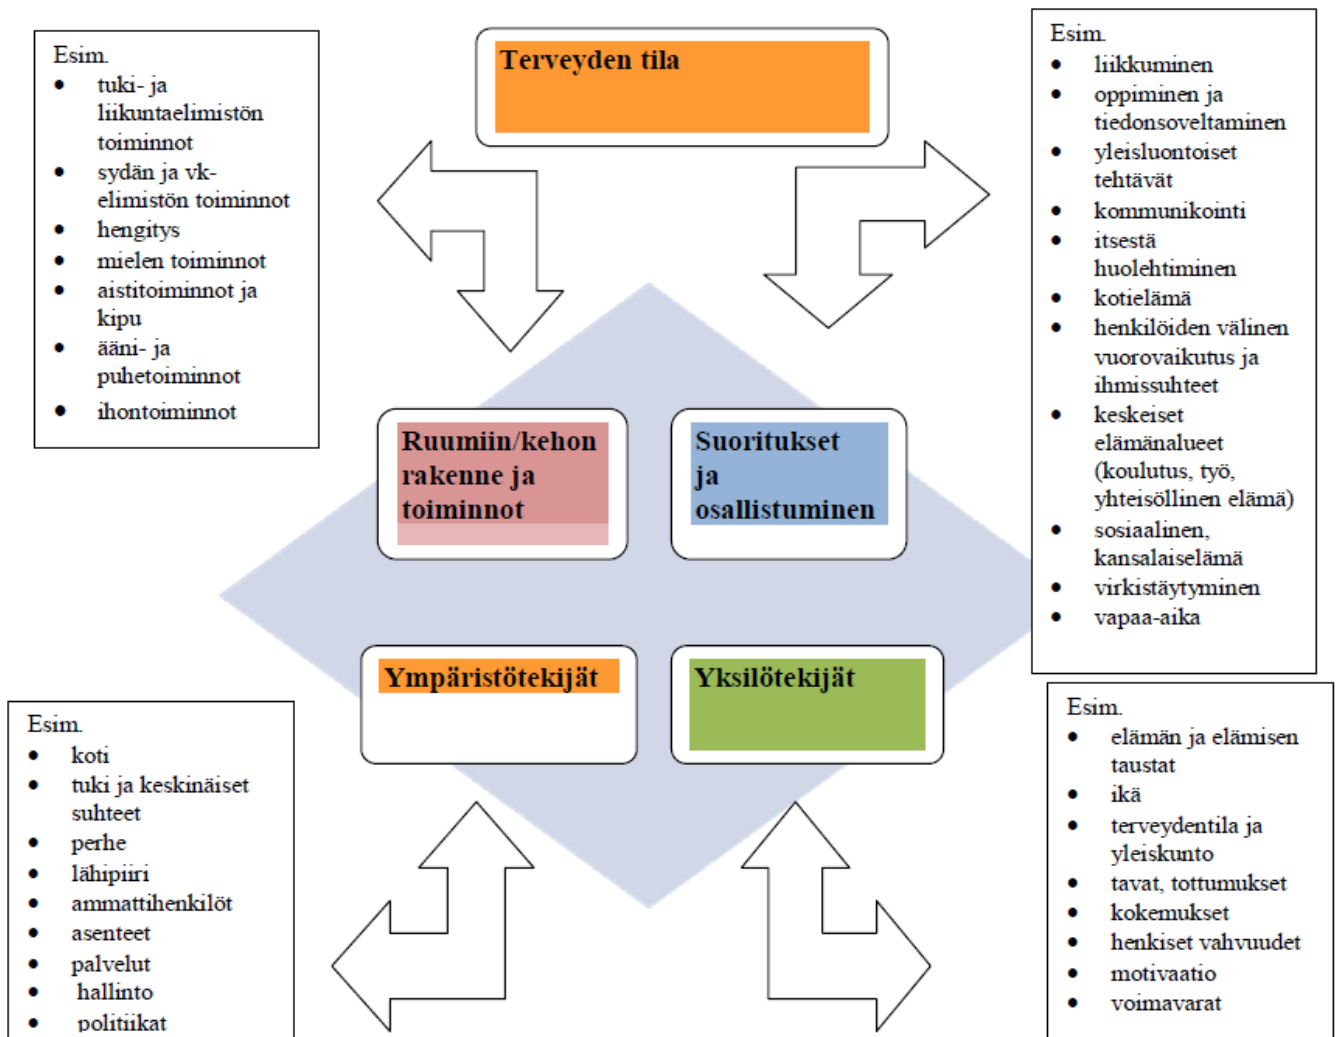 Terveyden tila
Esim.
• tuki- ja
liikuntaelimistön
toiminnot
• sydän ja vk-
elimistön toiminnot
• hengitys
• mielen toiminnot
• aistitoiminnot ja
kipu
• ääni- ja
puhetoiminnot
• ihontoiminnot
Esim.
• liikkuminen
• oppiminen ja
tiedonsoveltaminen
• yleisluontoiset
tehtävät
• kommunikointi
• itsestä
huolehtiminen
• kotielämä
• henkilöiden välinen
vuorovaikutus ja
ihmissuhteet
• keskeiset
elämänalueet
(koulutus, työ,
yhteisöllinen elämä)
• sosiaalinen,
kansalaiselämä
• virkistäytyminen
• vapaa-aika
Ruumiin/kehon
rakenne ja
toiminnot
Suoritukset
ja
osallistuminen
Ympäristötekijät
Yksilötekijät
Esim.
• koti
• tuki ja keskinäiset
suhteet
• perhe
• lähipiiri
• ammattihenkilöt
• asenteet
• palvelut
• hallinto
• politiikat
Esim.
• elämän ja elämisen
taustat
• ikä
• terveydentila ja
yleiskunto
• tavat, tottumukset
• kokemukset
• henkiset vahvuudet
• motivaatio
• voimavarat